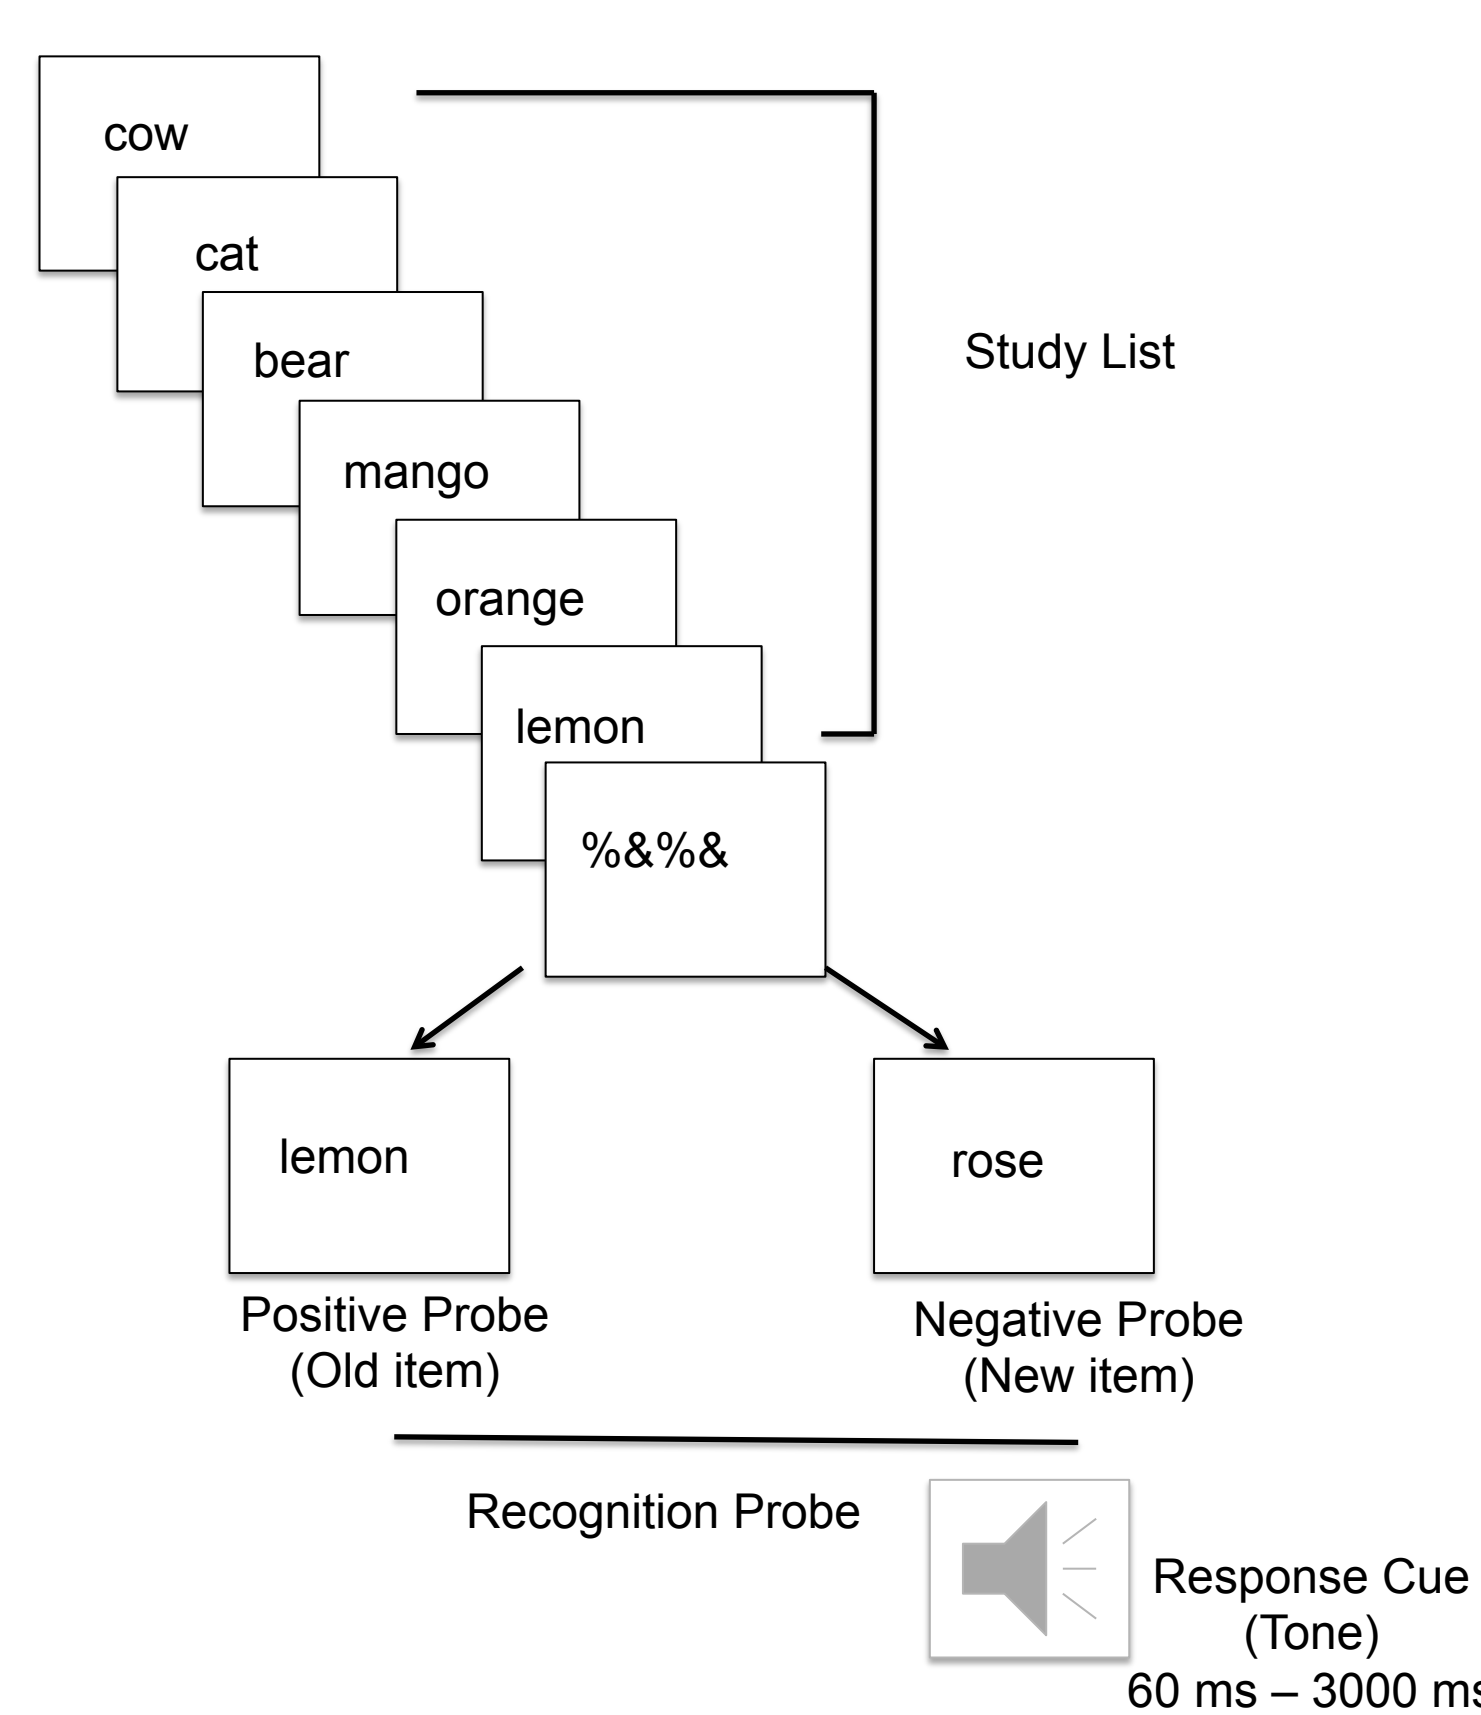 cow
cat
bear
mango
orange
lemon
Study List
%&%&
lemon
rose
Positive Probe
(Old item)
Negative Probe
(New item)
Recognition Probe
Response Cue
(Tone)
60 ms – 3000 ms